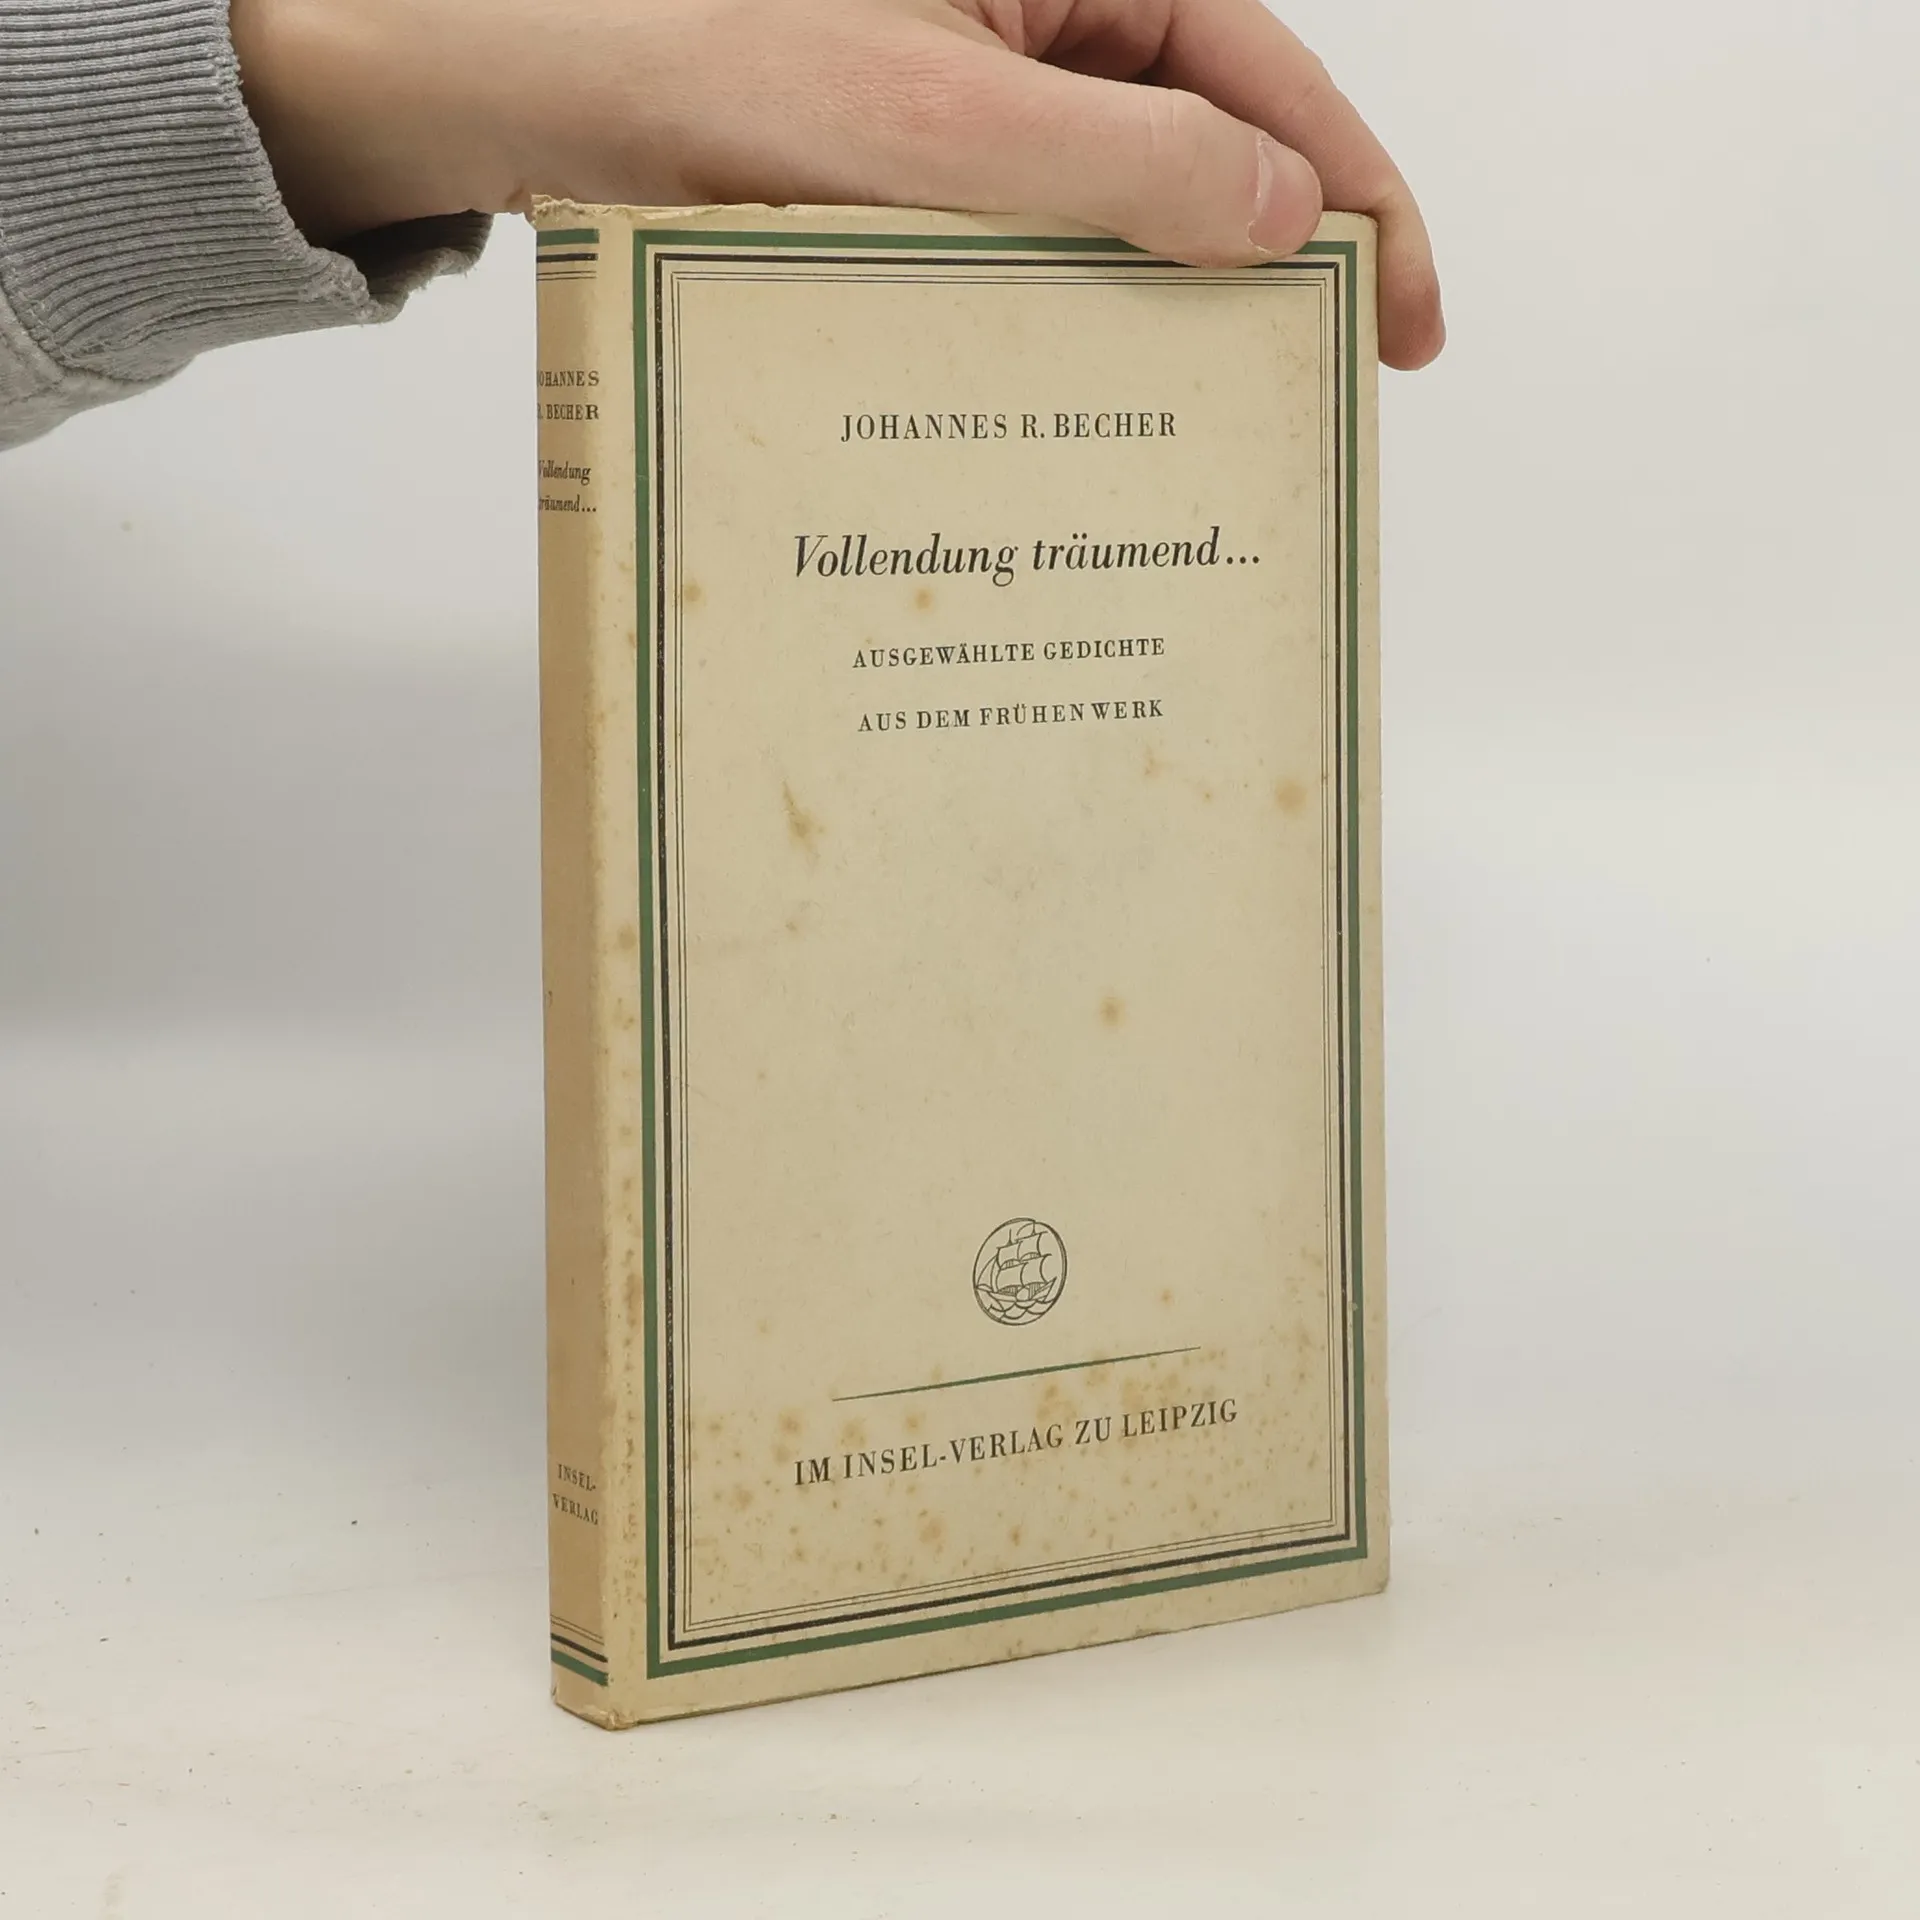 JOHANNES R. BECHER
Vollendung träumend...
AUSGEWÄHLTE GEDICHTE
AUS DEM FRÜHEN WERK
IM INSEL-VERLAG ZU LEIPZIG
JOHANNES
R. BECHER
Vollendung
träumend...
INSEL-
VERLAG